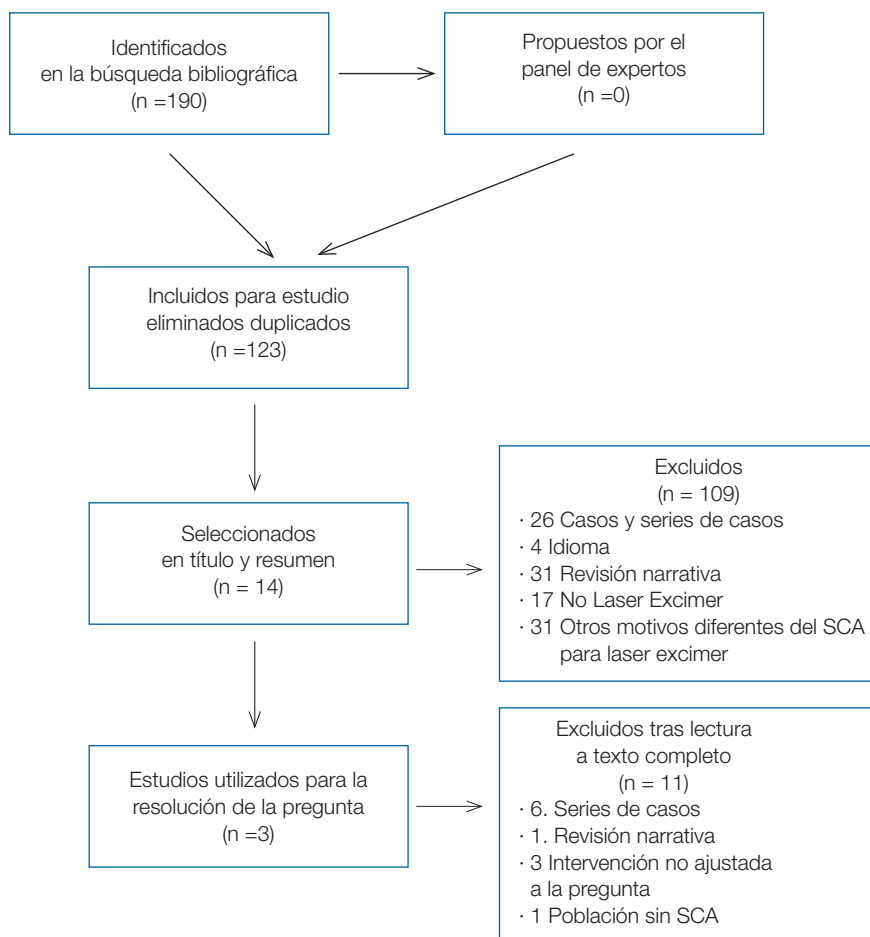 Identificados
en la búsqueda bibliográfica
(n =190)
Propuestos por el
panel de expertos
(n =0)
Incluidos para estudio
eliminados duplicados
(n =123)
Seleccionados
en título y resumen
(n = 14)
Excluidos
(n = 109)
· 26 Casos y series de casos
· 4 Idioma
· 31 Revisión narrativa
· 17 No Laser Excimer
· 31 Otros motivos diferentes del SCA
para laser excimer
Estudios utilizados para la
resolución de la pregunta
(n =3)
Excluidos tras lectura
a texto completo
(n = 11)
· 6. Series de casos
· 1. Revisión narrativa
· 3 Intervención no ajustada
a la pregunta
· 1 Población sin SCA